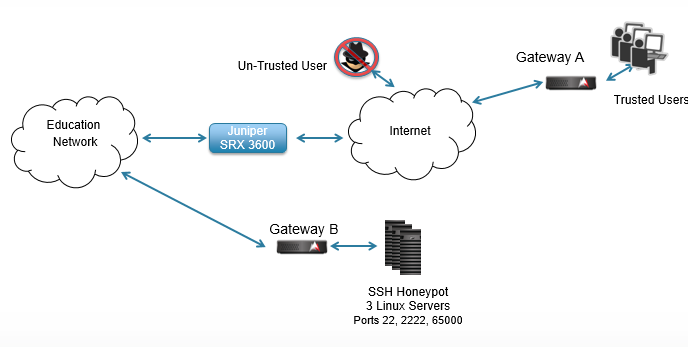 Un-Trusted User
Gateway A
Trusted Users
Education
Network
Juniper
SRX 3600
Internet
Gateway B
SSH Honeypot
3 Linux Servers
Ports 22, 2222, 65000